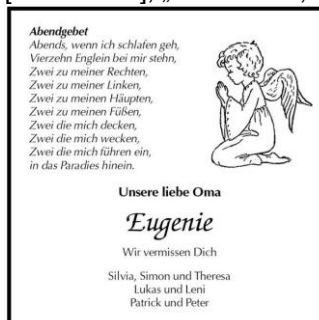 Abendgebet
Abends, wenn ich schlafen geh,
Vierzehn Englein bei mir stehn,
Zwei zu meiner Rechten,
Zwei zu meiner Linken,
Zwei zu meinen Häupten,
Zwei zu meinen Füßen,
Zwei die mich decken,
Zwei die mich wecken,
Zwei die mich führen ein,
in das Paradies hinein.
Unsere liebe Oma
Eugenie
Wir vermissen Dich
Silvia, Simon und Theresa
Lukas und Leni
Patrick und Peter